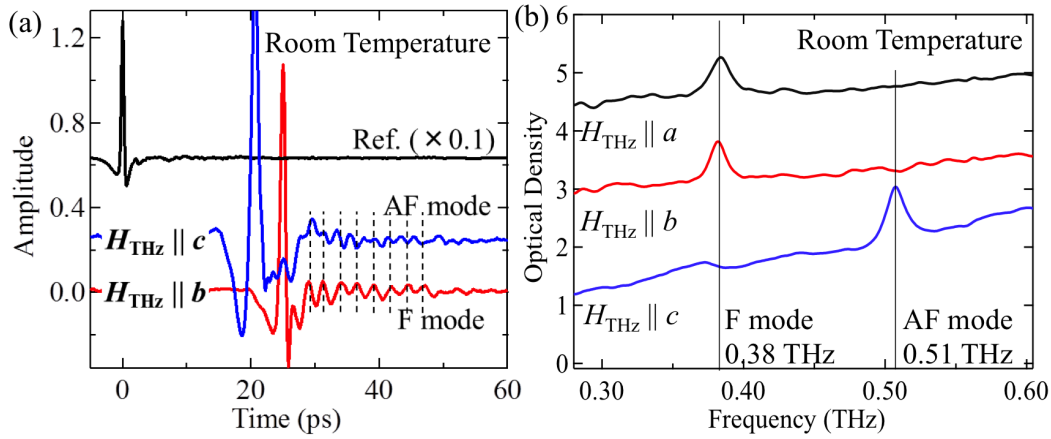 (a)
1.2
0.8
0.4
0.0
Amplitude
Room Temperature
Ref. (×0.1)
AF mode
H_THz || c
H_THz || b
F mode
0
20
40
60
Time (ps)
(b)
6
5
4
3
2
1
0
Optical Density
Room Temperature
H_THz || a
H_THz || b
H_THz || c
F mode
0.38 THz
AF mode
0.51 THz
0.30
0.40
0.50
0.60
Frequency (THz)